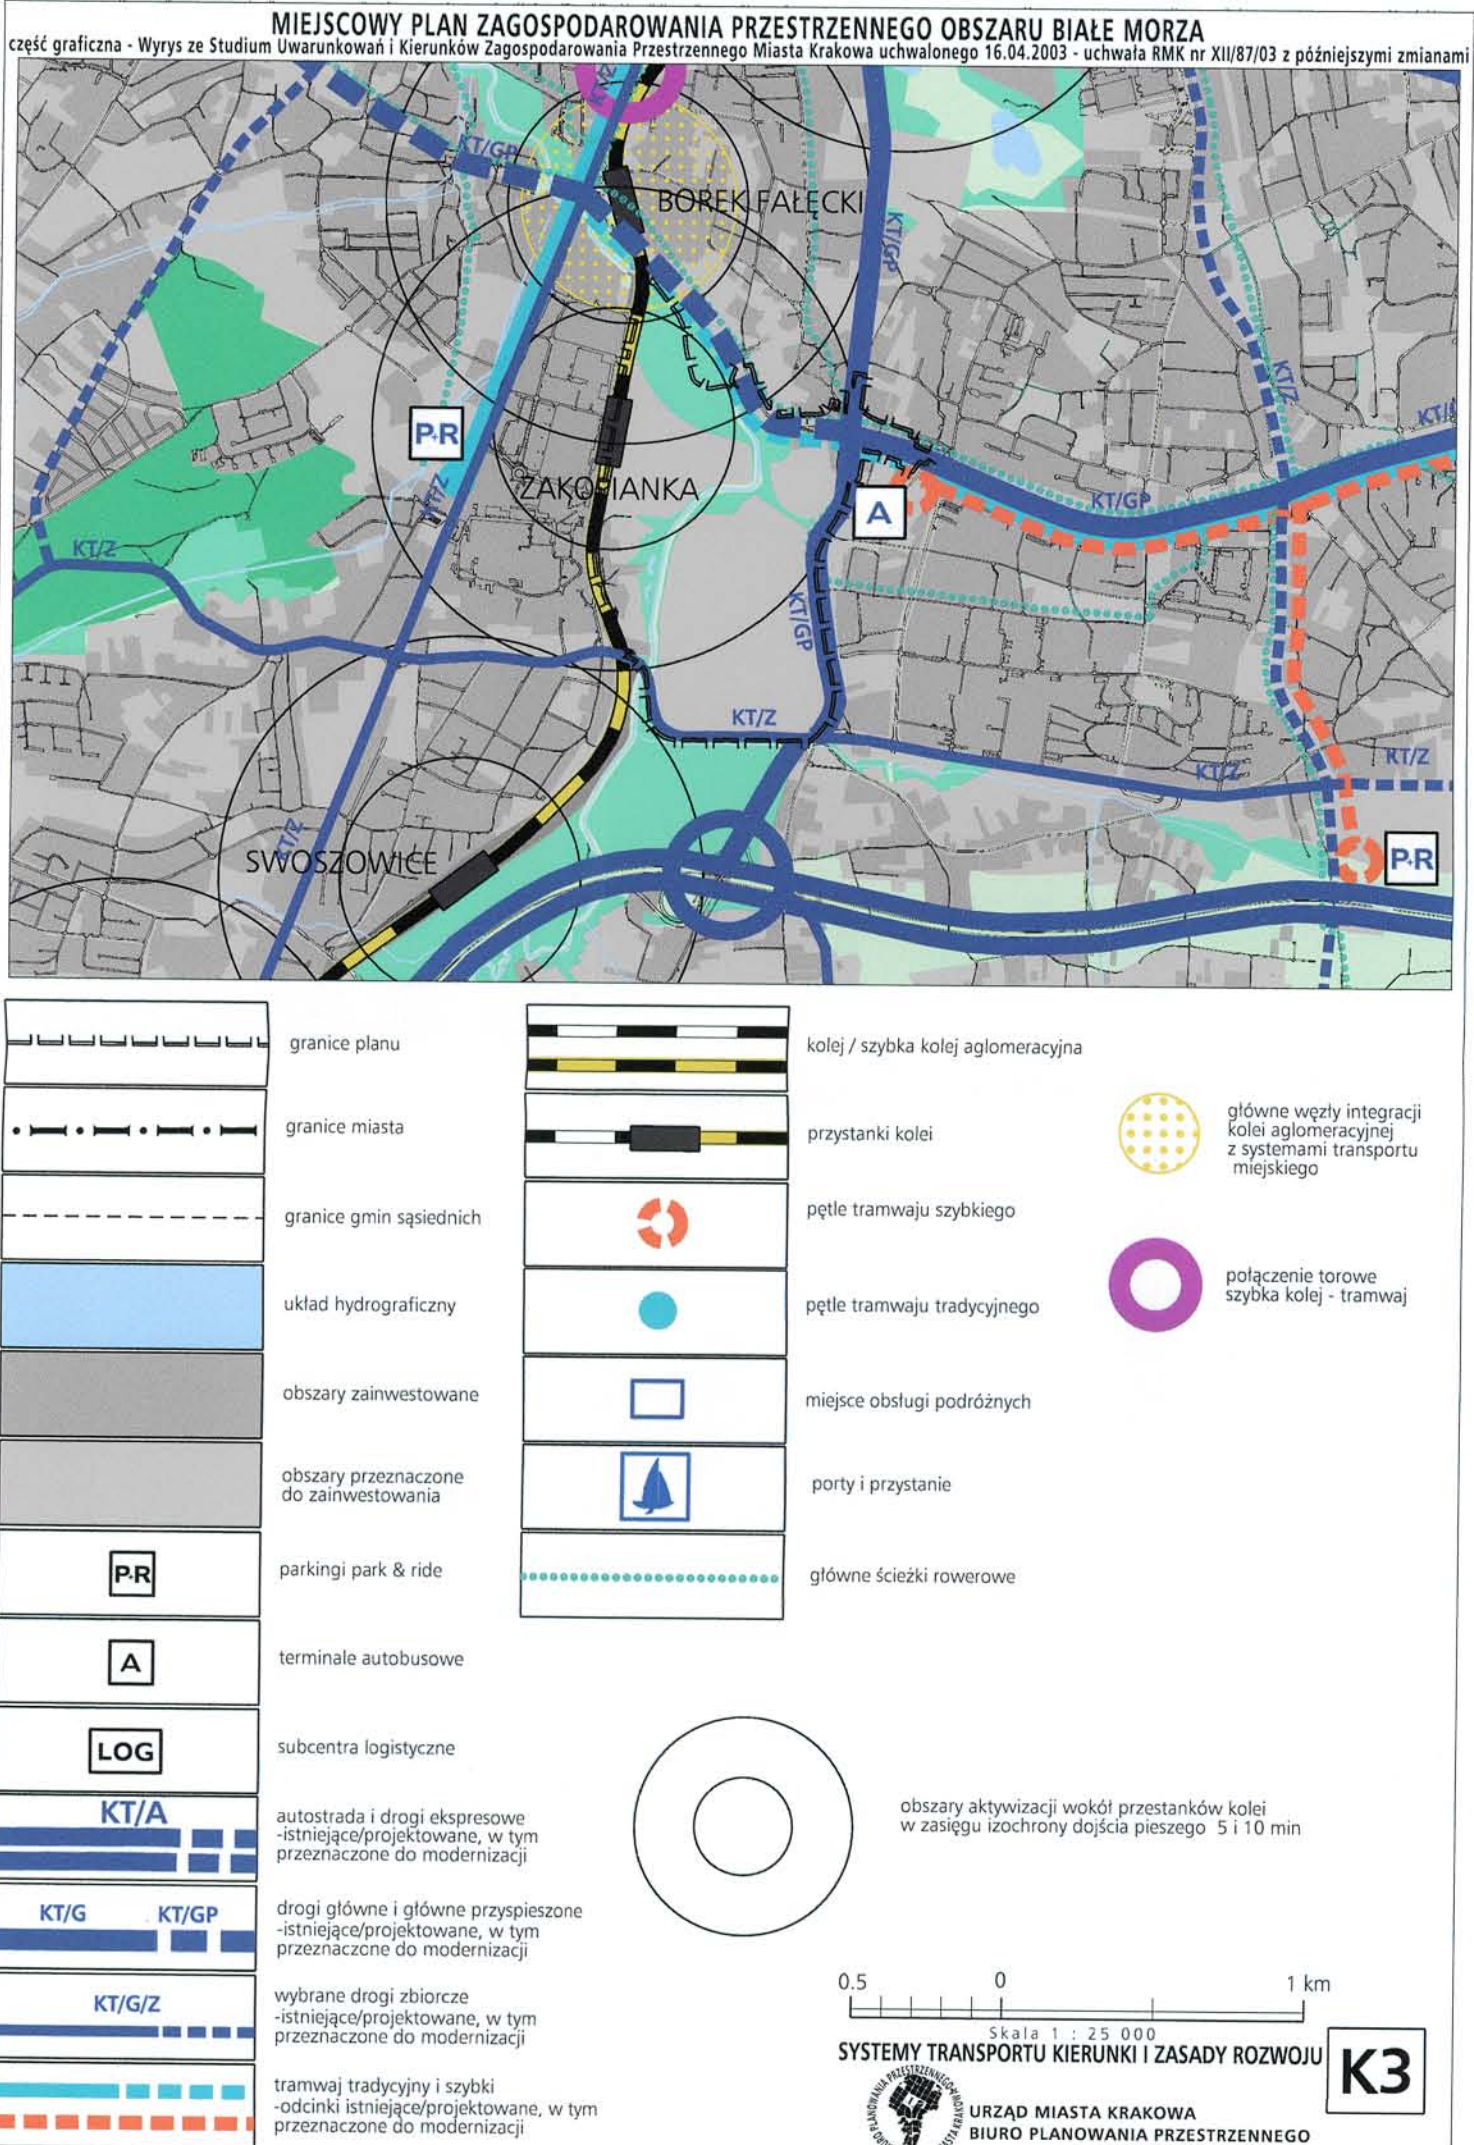 MIEJSCOWY PLAN ZAGOSPODAROWANIA PRZESTRZENNEGO OBSZARU BIAŁE MORZA
część graficzna - Wyrys ze Studium Uwarunkowań i Kierunków Zagospodarowania Przestrzennego Miasta Krakowa uchwalonego 16.04.2003 - uchwała RMK nr XII/87/03 z późniejszymi zmianami
KT/Z
KT/GP
BOREK FAŁĘCKI
KT/GP
KT/Z
KT/
P+R
ZAKOPIANKA
KT/Z
A
KT/GP
KT/Z
KT/GP
KT/Z
KT/Z
KT/Z
KT/Z
SWOSZOWICE
P+R
granice planu
granice miasta
granice gmin sąsiednich
układ hydrograficzny
obszary zainwestowane
obszary przeznaczone
do zainwestowania
P+R
parkingi park & ride
A
terminale autobusowe
LOG
subcentra logistyczne
KT/A
autostrada i drogi ekspresowe
-istniejące/projektowane, w tym
przeznaczone do modernizacji
KT/G KT/GP
drogi główne i główne przyspieszone
-istniejące/projektowane, w tym
przeznaczone do modernizacji
KT/G/Z
wybrane drogi zbiorcze
-istniejące/projektowane, w tym
przeznaczone do modernizacji
tramwaj tradycyjny i szybki
-odcinki istniejące/projektowane, w tym
przeznaczone do modernizacji
kolej / szybka kolej aglomeracyjna
przystanki kolei
pętle tramwaju szybkiego
pętle tramwaju tradycyjnego
miejsce obsługi podróżnych
porty i przystanie
główne ścieżki rowerowe
główne węzły integracji
kolei aglomeracyjnej
z systemami transportu
miejskiego
połączenie torowe
szybka kolej - tramwaj
obszary aktywizacji wokół przestanków kolei
w zasięgu izochrony dojścia pieszego 5 i 10 min
0.5 0 1 km
Skala 1 : 25 000
SYSTEMY TRANSPORTU KIERUNKI I ZASADY ROZWOJU
K3
URZĄD MIASTA KRAKOWA
BIURO PLANOWANIA PRZESTRZENNEGO